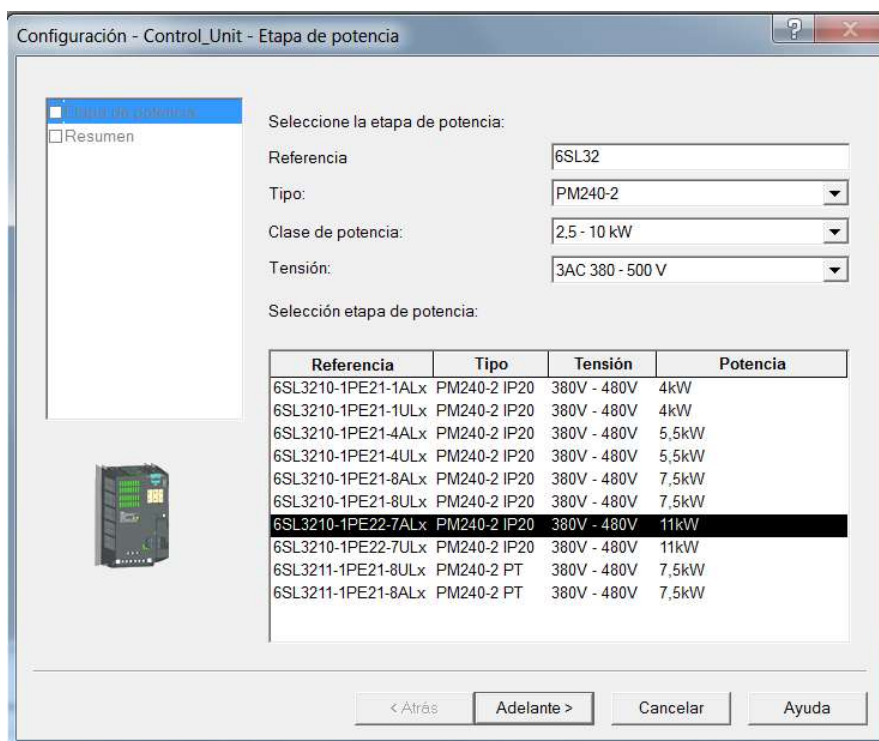 Configuración - Control_Unit - Etapa de potencia
Etapa de potencia
Resumen
Seleccione la etapa de potencia:
Referencia 6SL32
Tipo: PM240-2
Clase de potencia: 2,5 - 10 kW
Tensión: 3AC 380 - 500 V
Selección etapa de potencia:
Referencia Tipo Tensión Potencia
6SL3210-1PE21-1ALx PM240-2 IP20 380V - 480V 4kW
6SL3210-1PE21-1ULx PM240-2 IP20 380V - 480V 4kW
6SL3210-1PE21-4ALx PM240-2 IP20 380V - 480V 5,5kW
6SL3210-1PE21-4ULx PM240-2 IP20 380V - 480V 5,5kW
6SL3210-1PE21-8ALx PM240-2 IP20 380V - 480V 7,5kW
6SL3210-1PE21-8ULx PM240-2 IP20 380V - 480V 7,5kW
6SL3210-1PE22-7ALx PM240-2 IP20 380V - 480V 11kW
6SL3210-1PE22-7ULx PM240-2 IP20 380V - 480V 11kW
6SL3211-1PE21-8ULx PM240-2 PT 380V - 480V 7,5kW
6SL3211-1PE21-8ALx PM240-2 PT 380V - 480V 7,5kW
< Atrás Adelante > Cancelar Ayuda